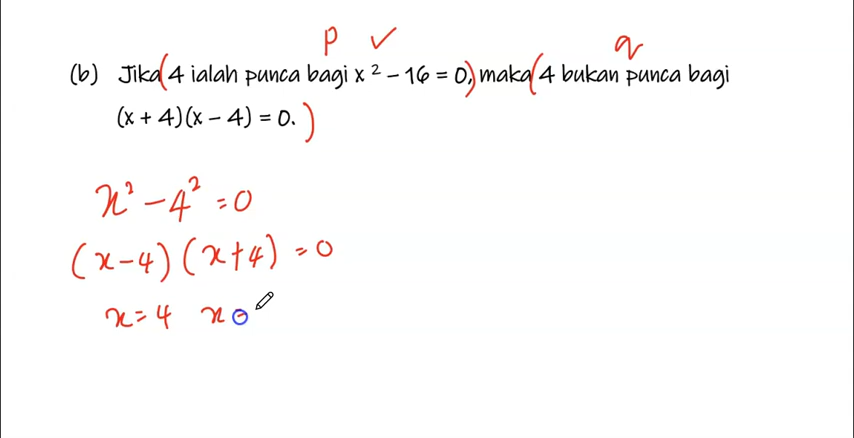 p ✓ q
(b) Jika (4 ialah punca bagi x² – 16 = 0,) maka (4 bukan punca bagi
(x + 4)(x – 4) = 0. )
x² – 4² = 0
(x – 4) (x + 4) = 0
x = 4 x =